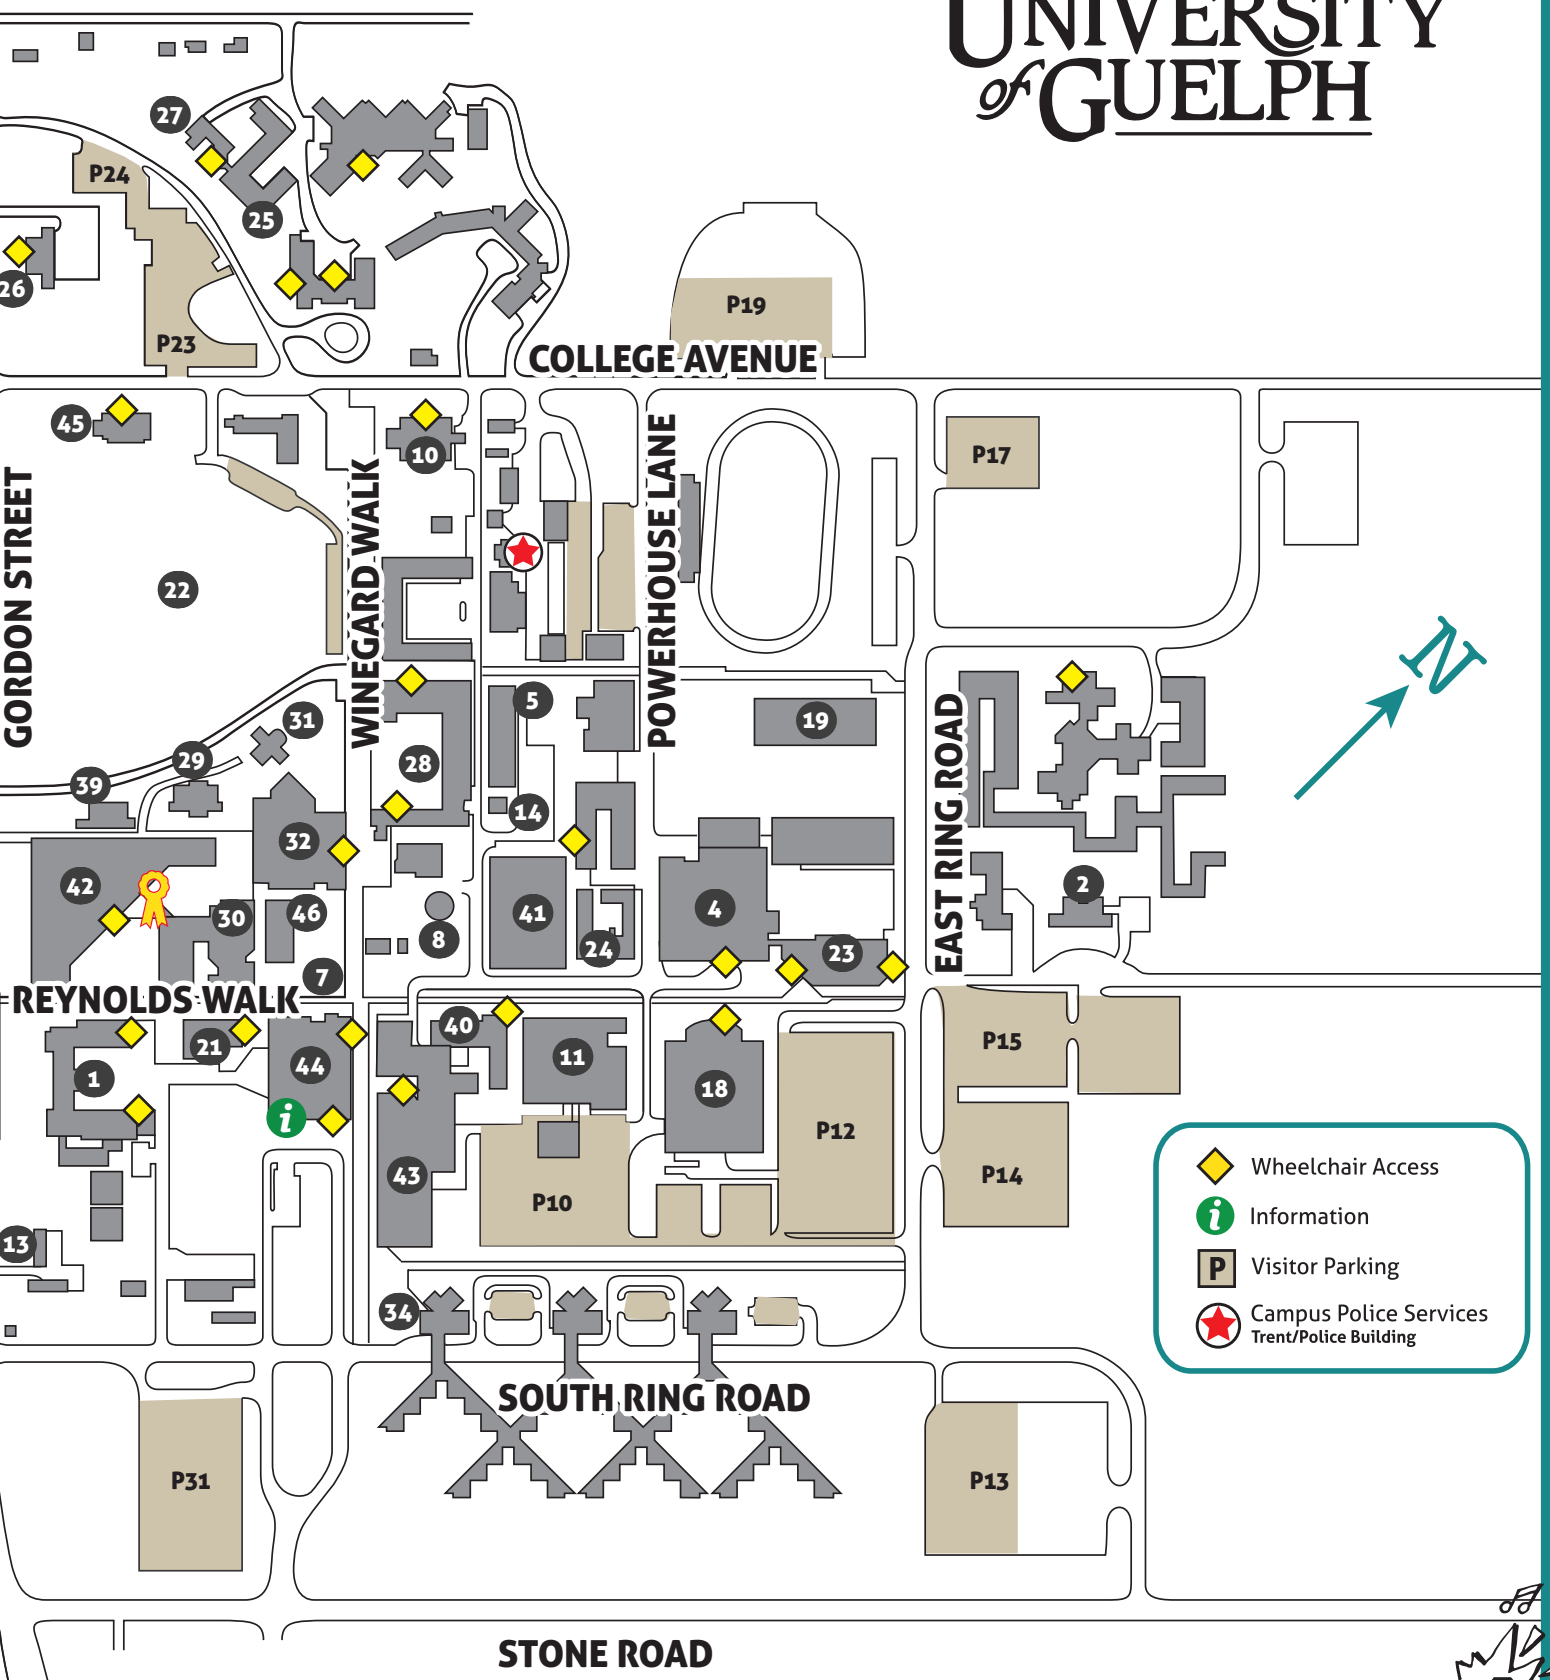 UNIVERSITY
of GUELPH
27
P24
25
26
P19
P23
COLLEGE AVENUE
45
10
P17
GORDON STREET
WINEGARD WALK
POWERHOUSE LANE
22
N
5
31
19
EAST RING ROAD
29
28
39
14
32
42
2
30
46
41
4
8
24
23
7
REYNOLDS WALK
40
21
11
P15
44
1
18
i
P12
43
P14
P10
13
34
Wheelchair Access
i Information
P Visitor Parking
Campus Police Services
Trent/Police Building
SOUTH RING ROAD
P31
P13
STONE ROAD